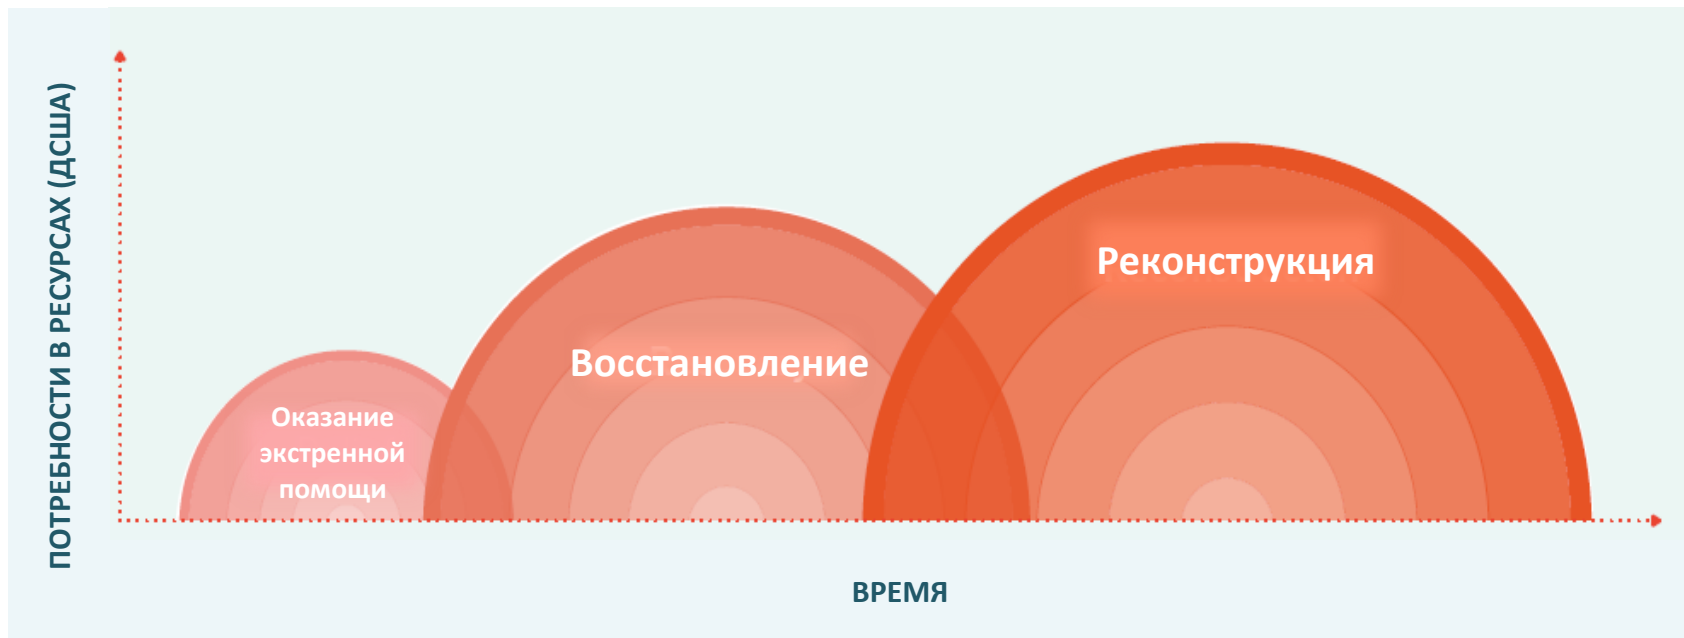 ПОТРЕБНОСТИ В РЕСУРСАХ (ДСША)
Оказание
экстренной
помощи
Восстановление
Реконструкция
ВРЕМЯ